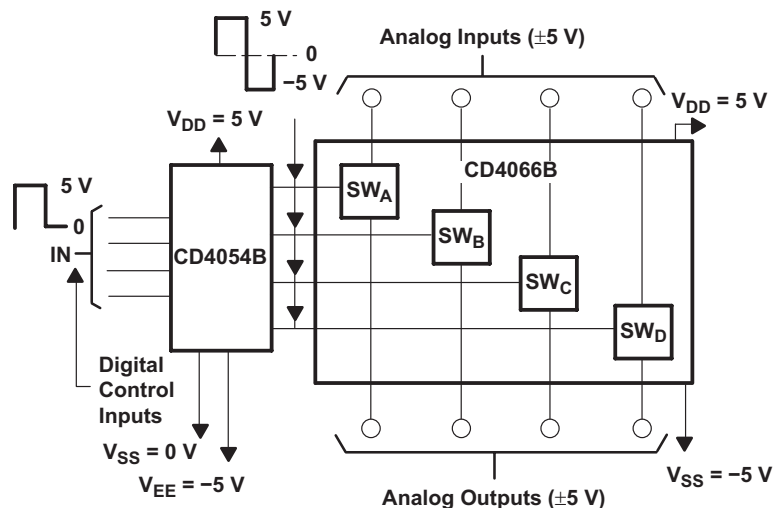 5 V
0
−5 V
Analog Inputs (±5 V)
V_DD = 5 V
V_DD = 5 V
CD4066B
5 V
0
IN
CD4054B
SW_A
SW_B
SW_C
SW_D
Digital
Control
Inputs
V_SS = 0 V
V_EE = −5 V
Analog Outputs (±5 V)
V_SS = −5 V